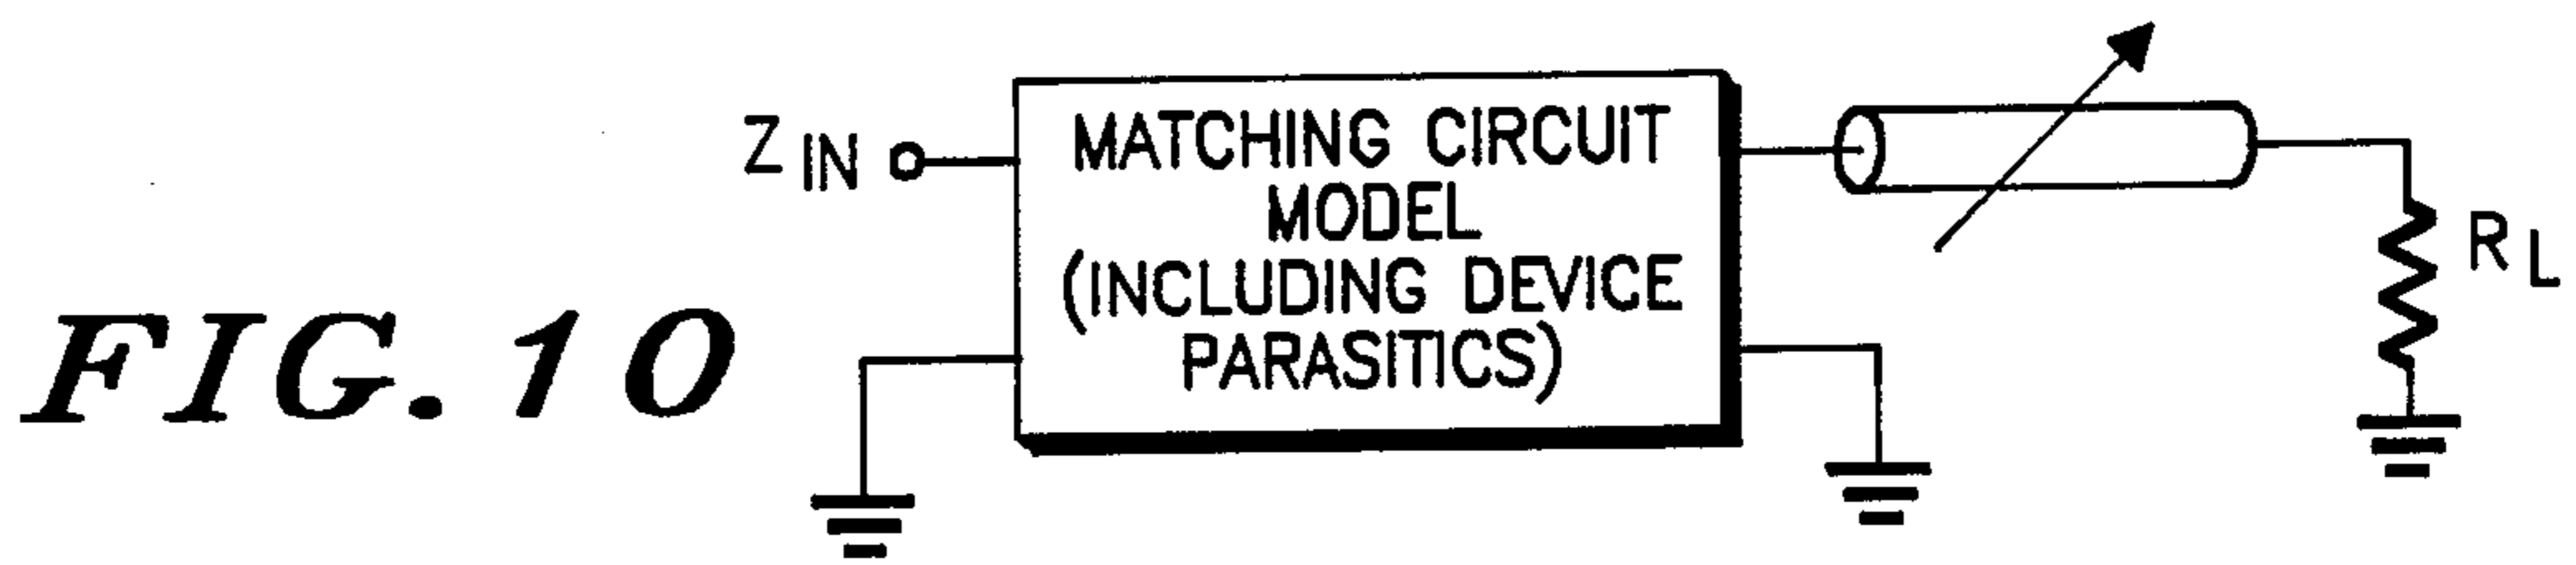 Z IN
MATCHING CIRCUIT
MODEL
(INCLUDING DEVICE
PARASITICS)
R L
FIG. 10